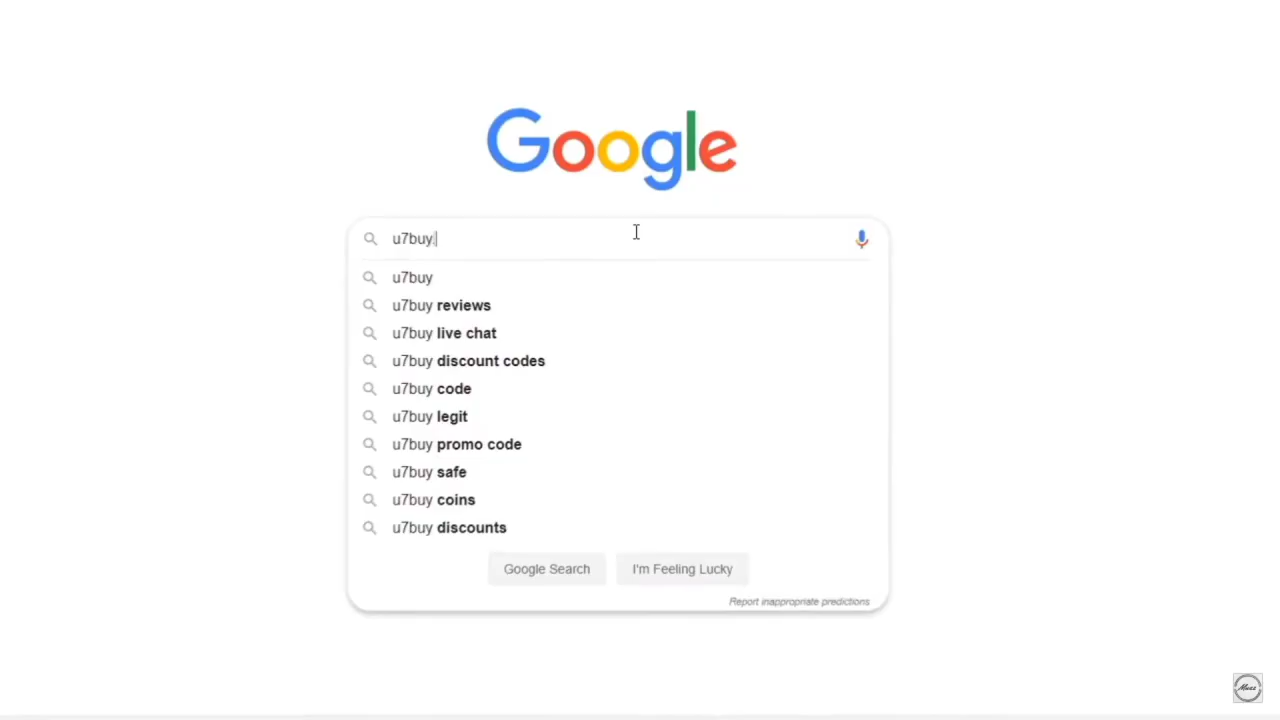 Google
u7buy
u7buy
u7buy reviews
u7buy live chat
u7buy discount codes
u7buy code
u7buy legit
u7buy promo code
u7buy safe
u7buy coins
u7buy discounts
Google Search
I'm Feeling Lucky
Report inappropriate predictions